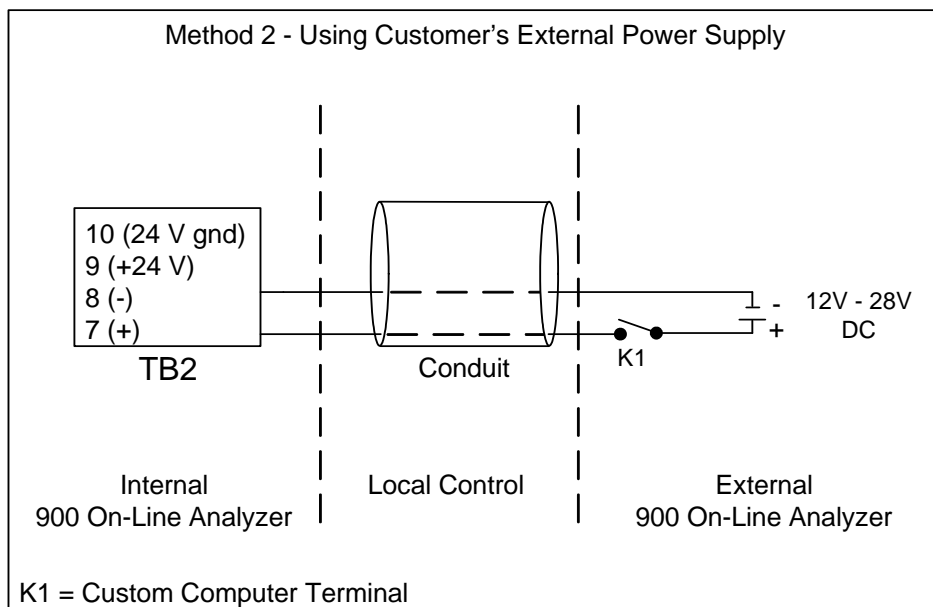 Method 2 - Using Customer's External Power Supply
10 (24 V gnd)
9 (+24 V)
8 (-)
7 (+)
TB2
Conduit
K1
-
+
12V - 28V
DC
Internal
900 On-Line Analyzer
Local Control
External
900 On-Line Analyzer
K1 = Custom Computer Terminal